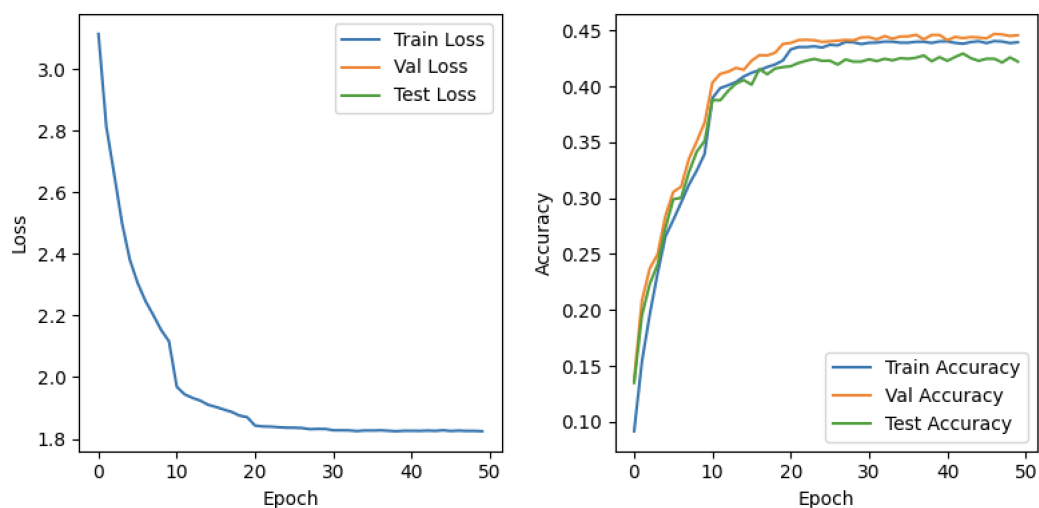 Train Loss
Val Loss
Test Loss
3.0
2.8
2.6
2.4
2.2
2.0
1.8
Loss
0
10
20
30
40
50
Epoch
0.45
0.40
0.35
0.30
0.25
0.20
0.15
0.10
Accuracy
Train Accuracy
Val Accuracy
Test Accuracy
0
10
20
30
40
50
Epoch